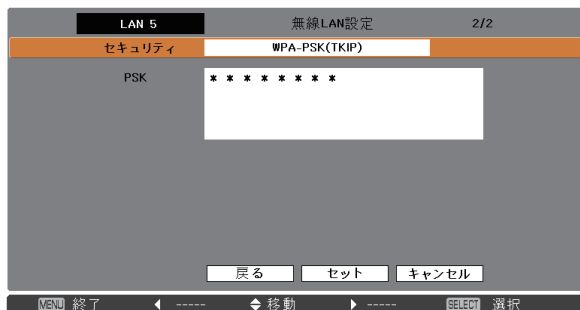 LAN 5 無線LAN設定 2/2
セキュリティ WPA-PSK(TKIP)
PSK * * * * * * * *
戻る セット キャンセル
MENU 終了 ◀ ----- ◆ 移動 ▶ ----- SELECT 選択